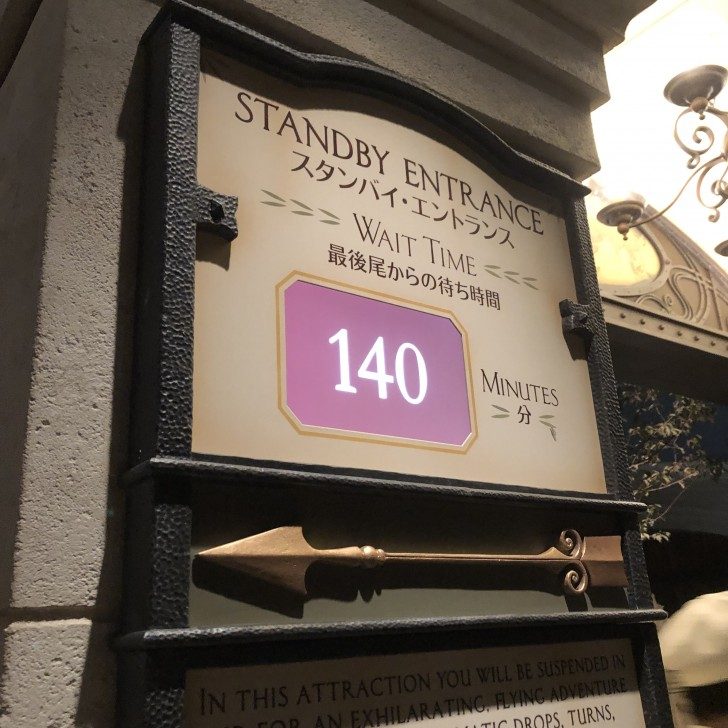 STANDBY ENTRANCE
スタンバイ・エントランス
WAIT TIME
最後尾からの待ち時間
140
MINUTES
分
IN THIS ATTRACTION YOU WILL BE SUSPENDED IN
FOR AN EXHILARATING, FLYING ADVENTURE
DROPS, TURNS,